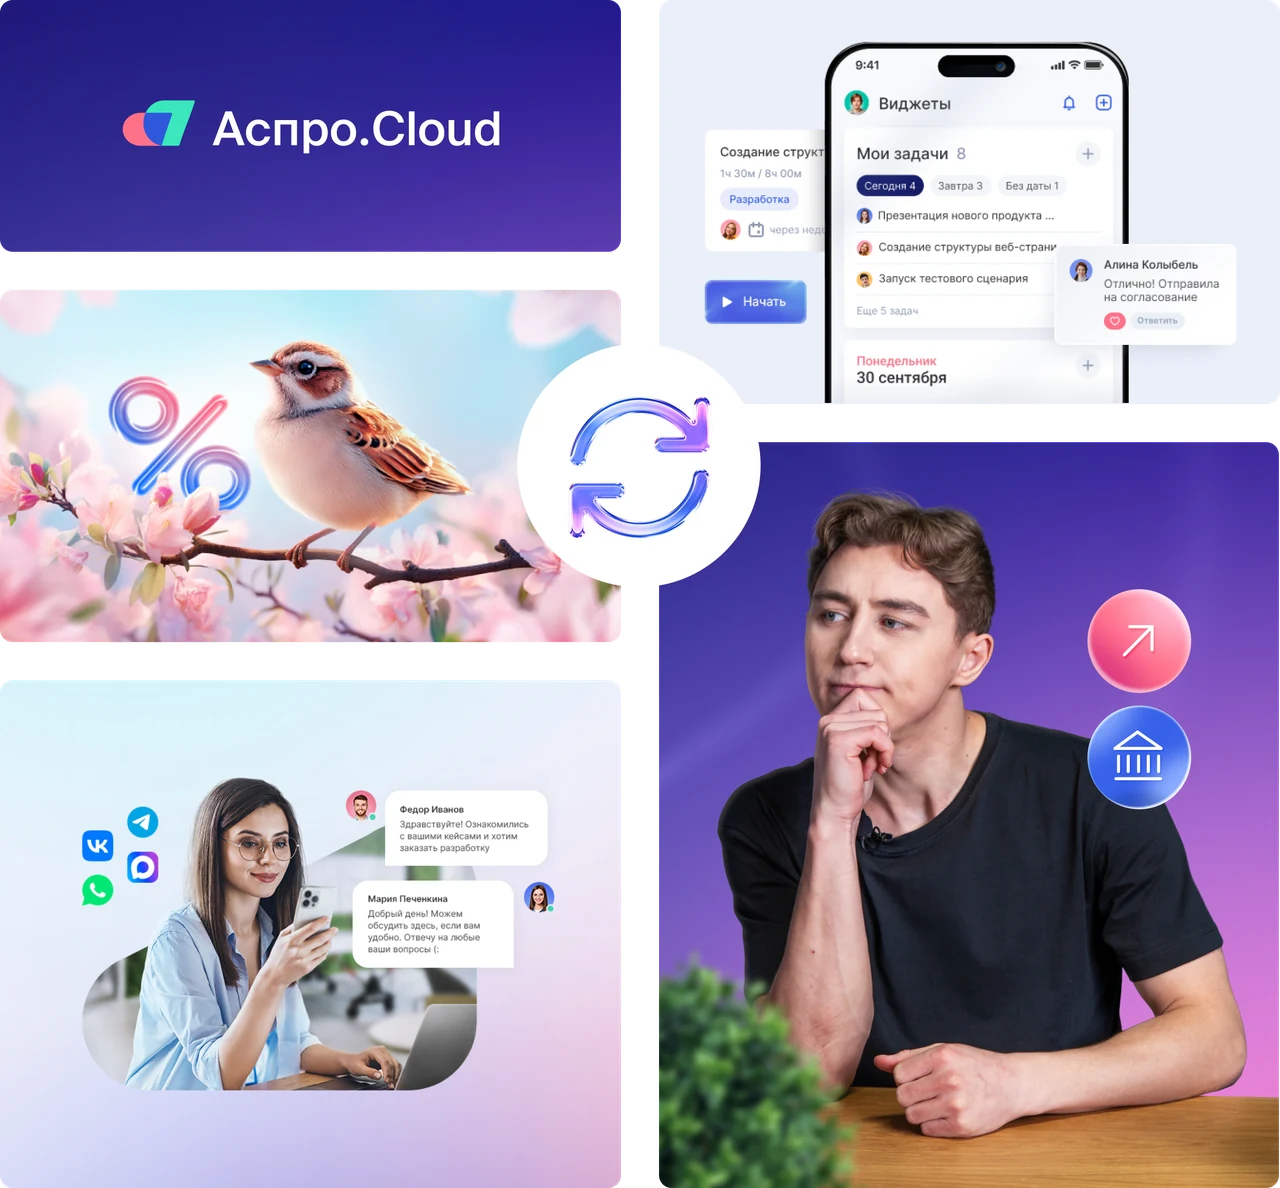 Аспро.Cloud
9:41
Виджеты
Мои задачи 8
Сегодня 4
Завтра 3
Без даты 1
Презентация нового продукта ...
Создание структуры веб-страни
Запуск тестового сценария
Еще 5 задач
Понедельник
30 сентября
Создание структ
1ч 30м / 8ч 00м
Разработка
через неде
Начать
Алина Колыбель
Отлично! Отправила
на согласование
Ответить
%
Федор Иванов
Здравствуйте! Ознакомились
с вашими кейсами и хотим
заказать разработку
Мария Печенкина
Добрый день! Можем
обсудить здесь, если вам
удобно. Отвечу на любые
ваши вопросы (: